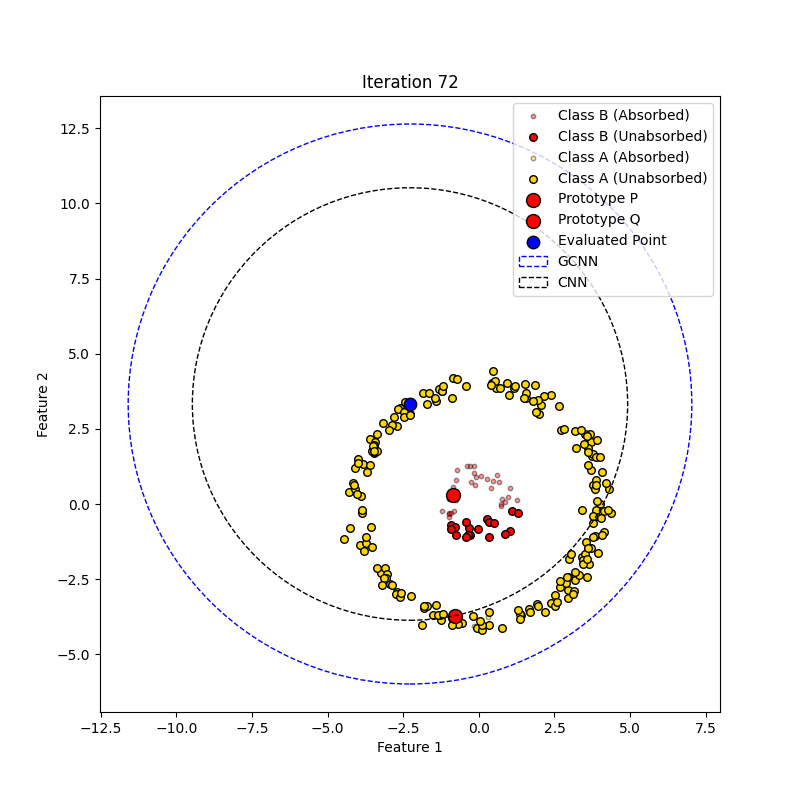 Iteration 72
Class B (Absorbed)
Class B (Unabsorbed)
Class A (Absorbed)
Class A (Unabsorbed)
Prototype P
Prototype Q
Evaluated Point
GCNN
CNN
12.5
10.0
7.5
5.0
2.5
0.0
−2.5
−5.0
Feature 2
−12.5 −10.0 −7.5 −5.0 −2.5 0.0 2.5 5.0 7.5
Feature 1